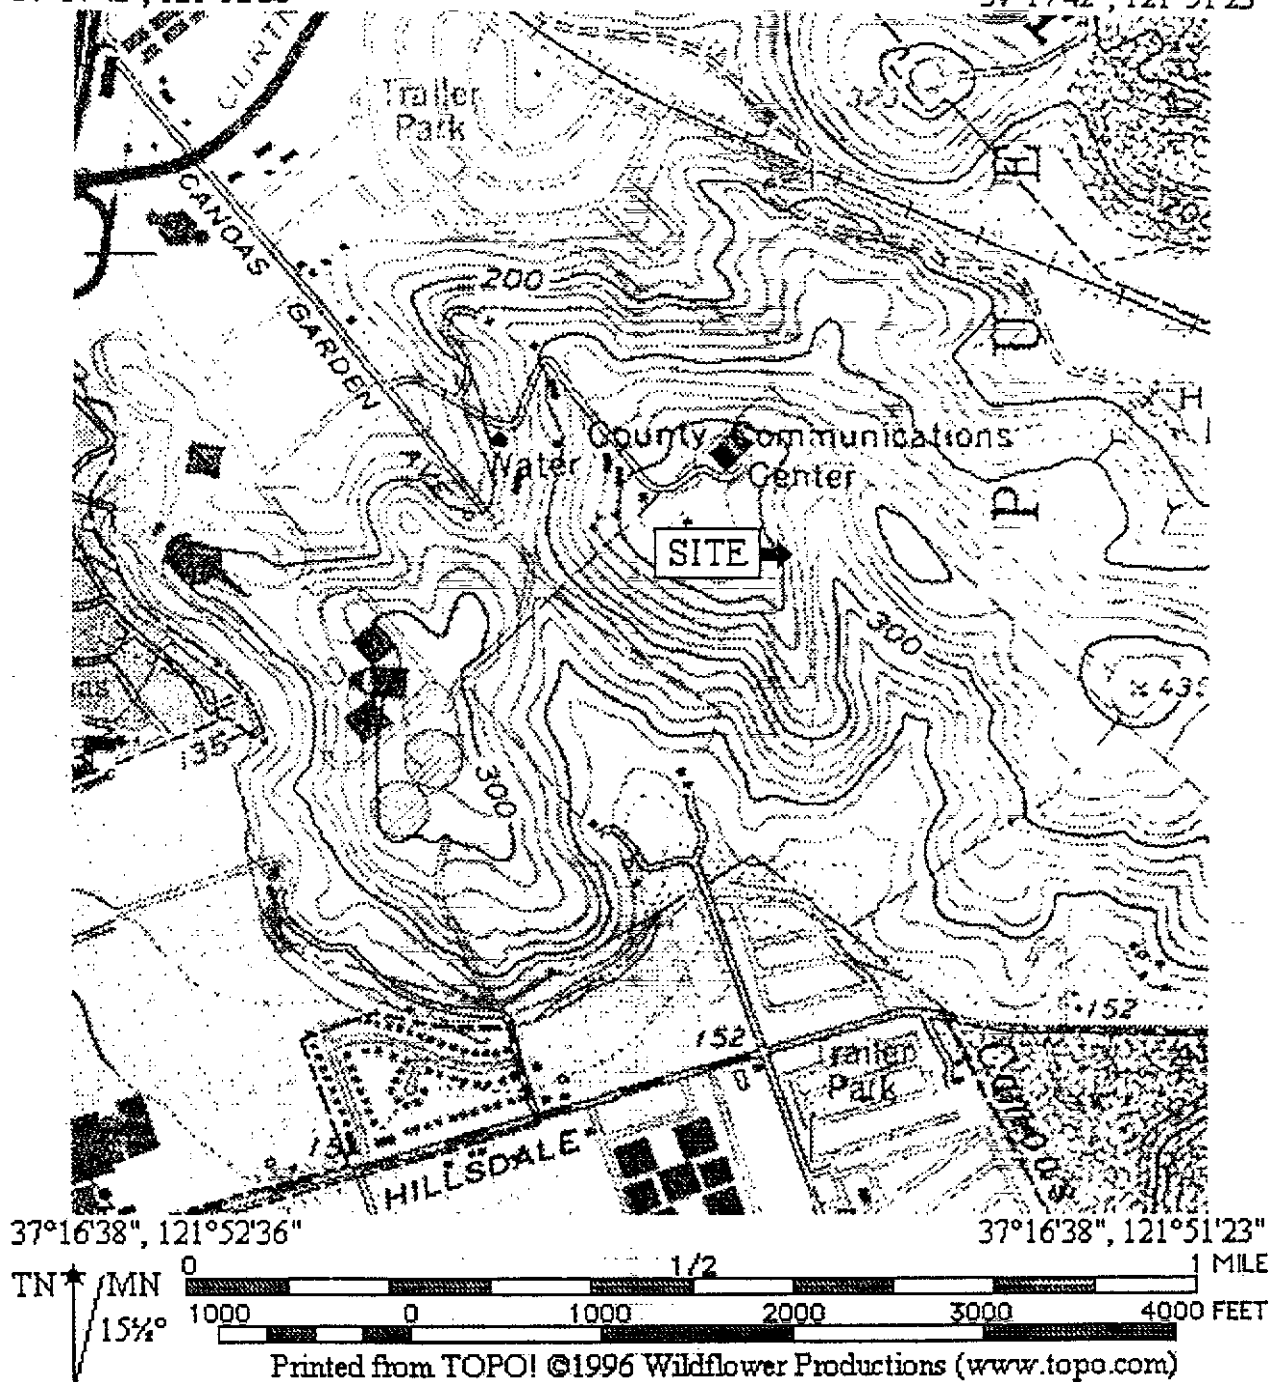 Trailer
Park
CANOAS
GARDEN
AVE
E
U
P
200
County Communications
Center
Water
SITE
300
300
135
152
152
Trailer
Park
HILLSDALE
37°16'38", 121°52'36"
37°16'38", 121°51'23"
0 1/2 1 MILE
TN MN
1000 0 1000 2000 3000 4000 FEET
15½°
Printed from TOPO! ©1996 Wildflower Productions (www.topo.com)